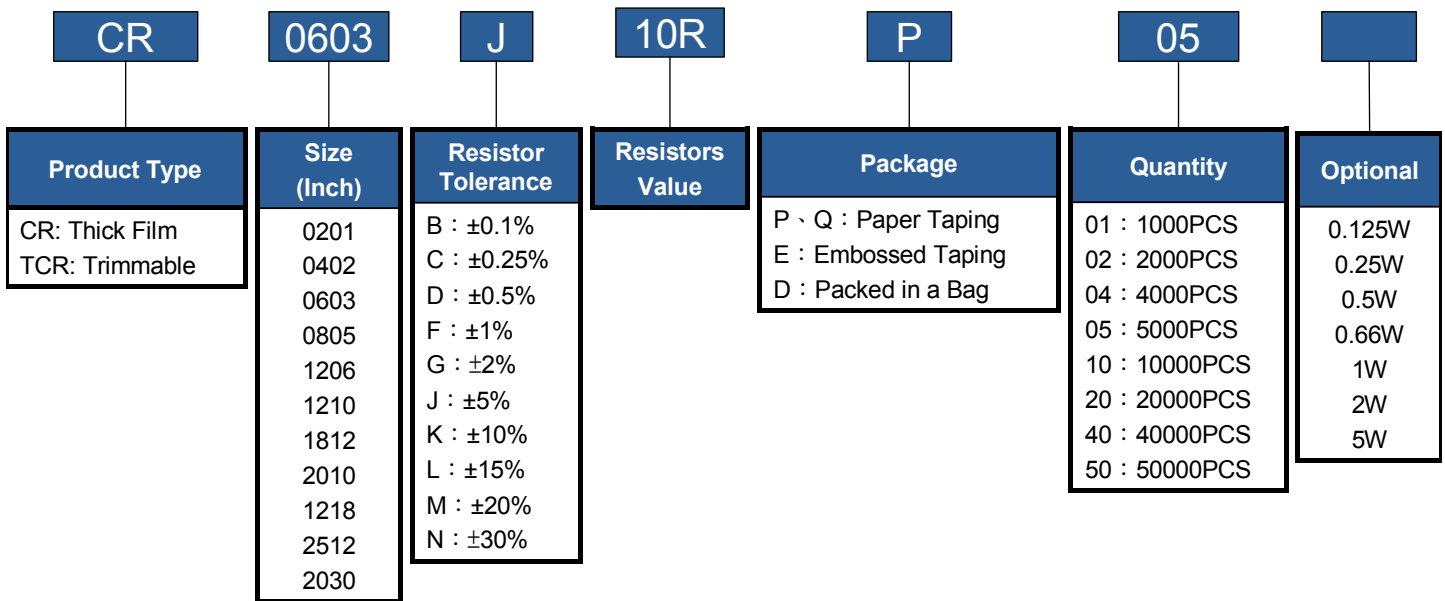 CR 0603 J 10R P 05
Product Type
CR: Thick Film
TCR: Trimmable
Size
(Inch)
0201
0402
0603
0805
1206
1210
1812
2010
1218
2512
2030
Resistor
Tolerance
B：±0.1%
C：±0.25%
D：±0.5%
F：±1%
G：±2%
J：±5%
K：±10%
L：±15%
M：±20%
N：±30%
Resistors
Value
Package
P、Q：Paper Taping
E：Embossed Taping
D：Packed in a Bag
Quantity
01：1000PCS
02：2000PCS
04：4000PCS
05：5000PCS
10：10000PCS
20：20000PCS
40：40000PCS
50：50000PCS
Optional
0.125W
0.25W
0.5W
0.66W
1W
2W
5W